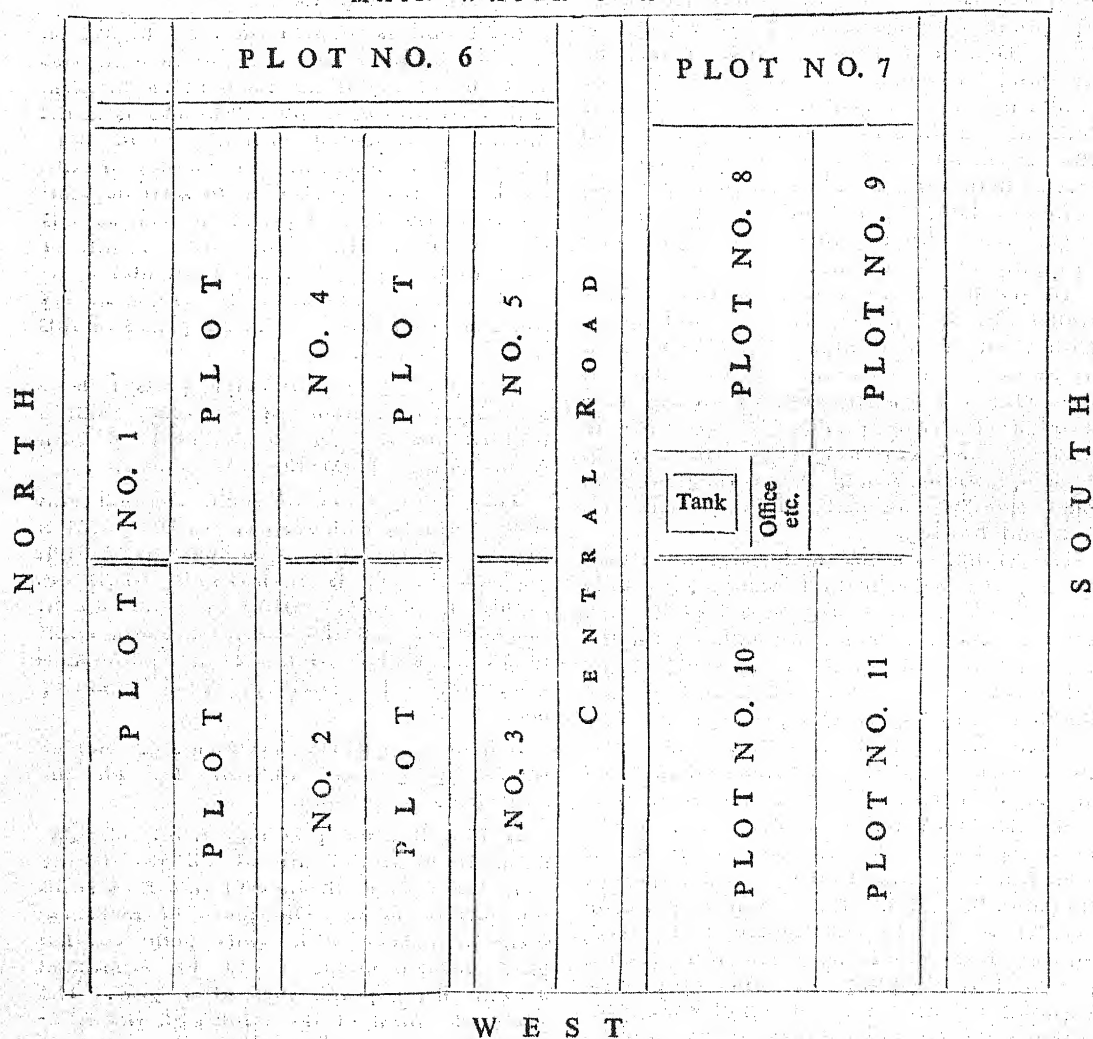 PLOT NO. 6
PLOT NO. 7
NORTH
PLOT NO. 1
PLOT
NO. 4
PLOT
NO. 5
CENTRAL ROAD
PLOT NO. 8
PLOT NO. 9
SOUTH
Tank
Office
etc.
PLOT
NO. 2
PLOT
NO. 3
PLOT NO. 10
PLOT NO. 11
WEST